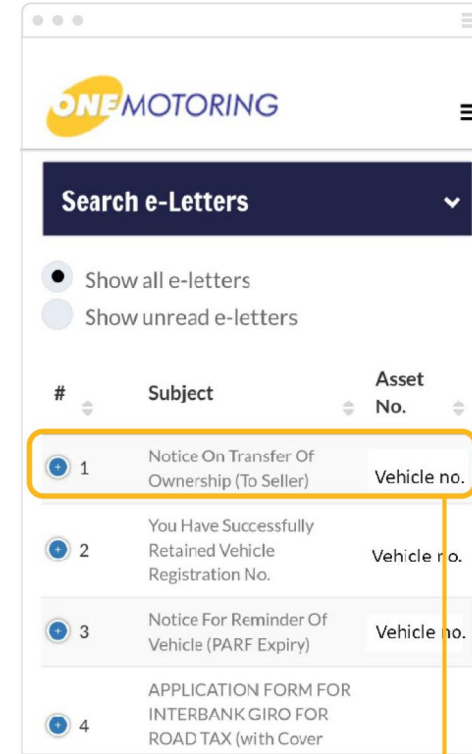 ONEMOTORING
Search e-Letters
Show all e-letters
Show unread e-letters
# Subject Asset
No.
1 Notice On Transfer Of
Ownership (To Seller) Vehicle no.
2 You Have Successfully
Retained Vehicle
Registration No. Vehicle no.
3 Notice For Reminder Of
Vehicle (PARF Expiry) Vehicle no.
4 APPLICATION FORM FOR
INTERBANK GIRO FOR
ROAD TAX (with Cover